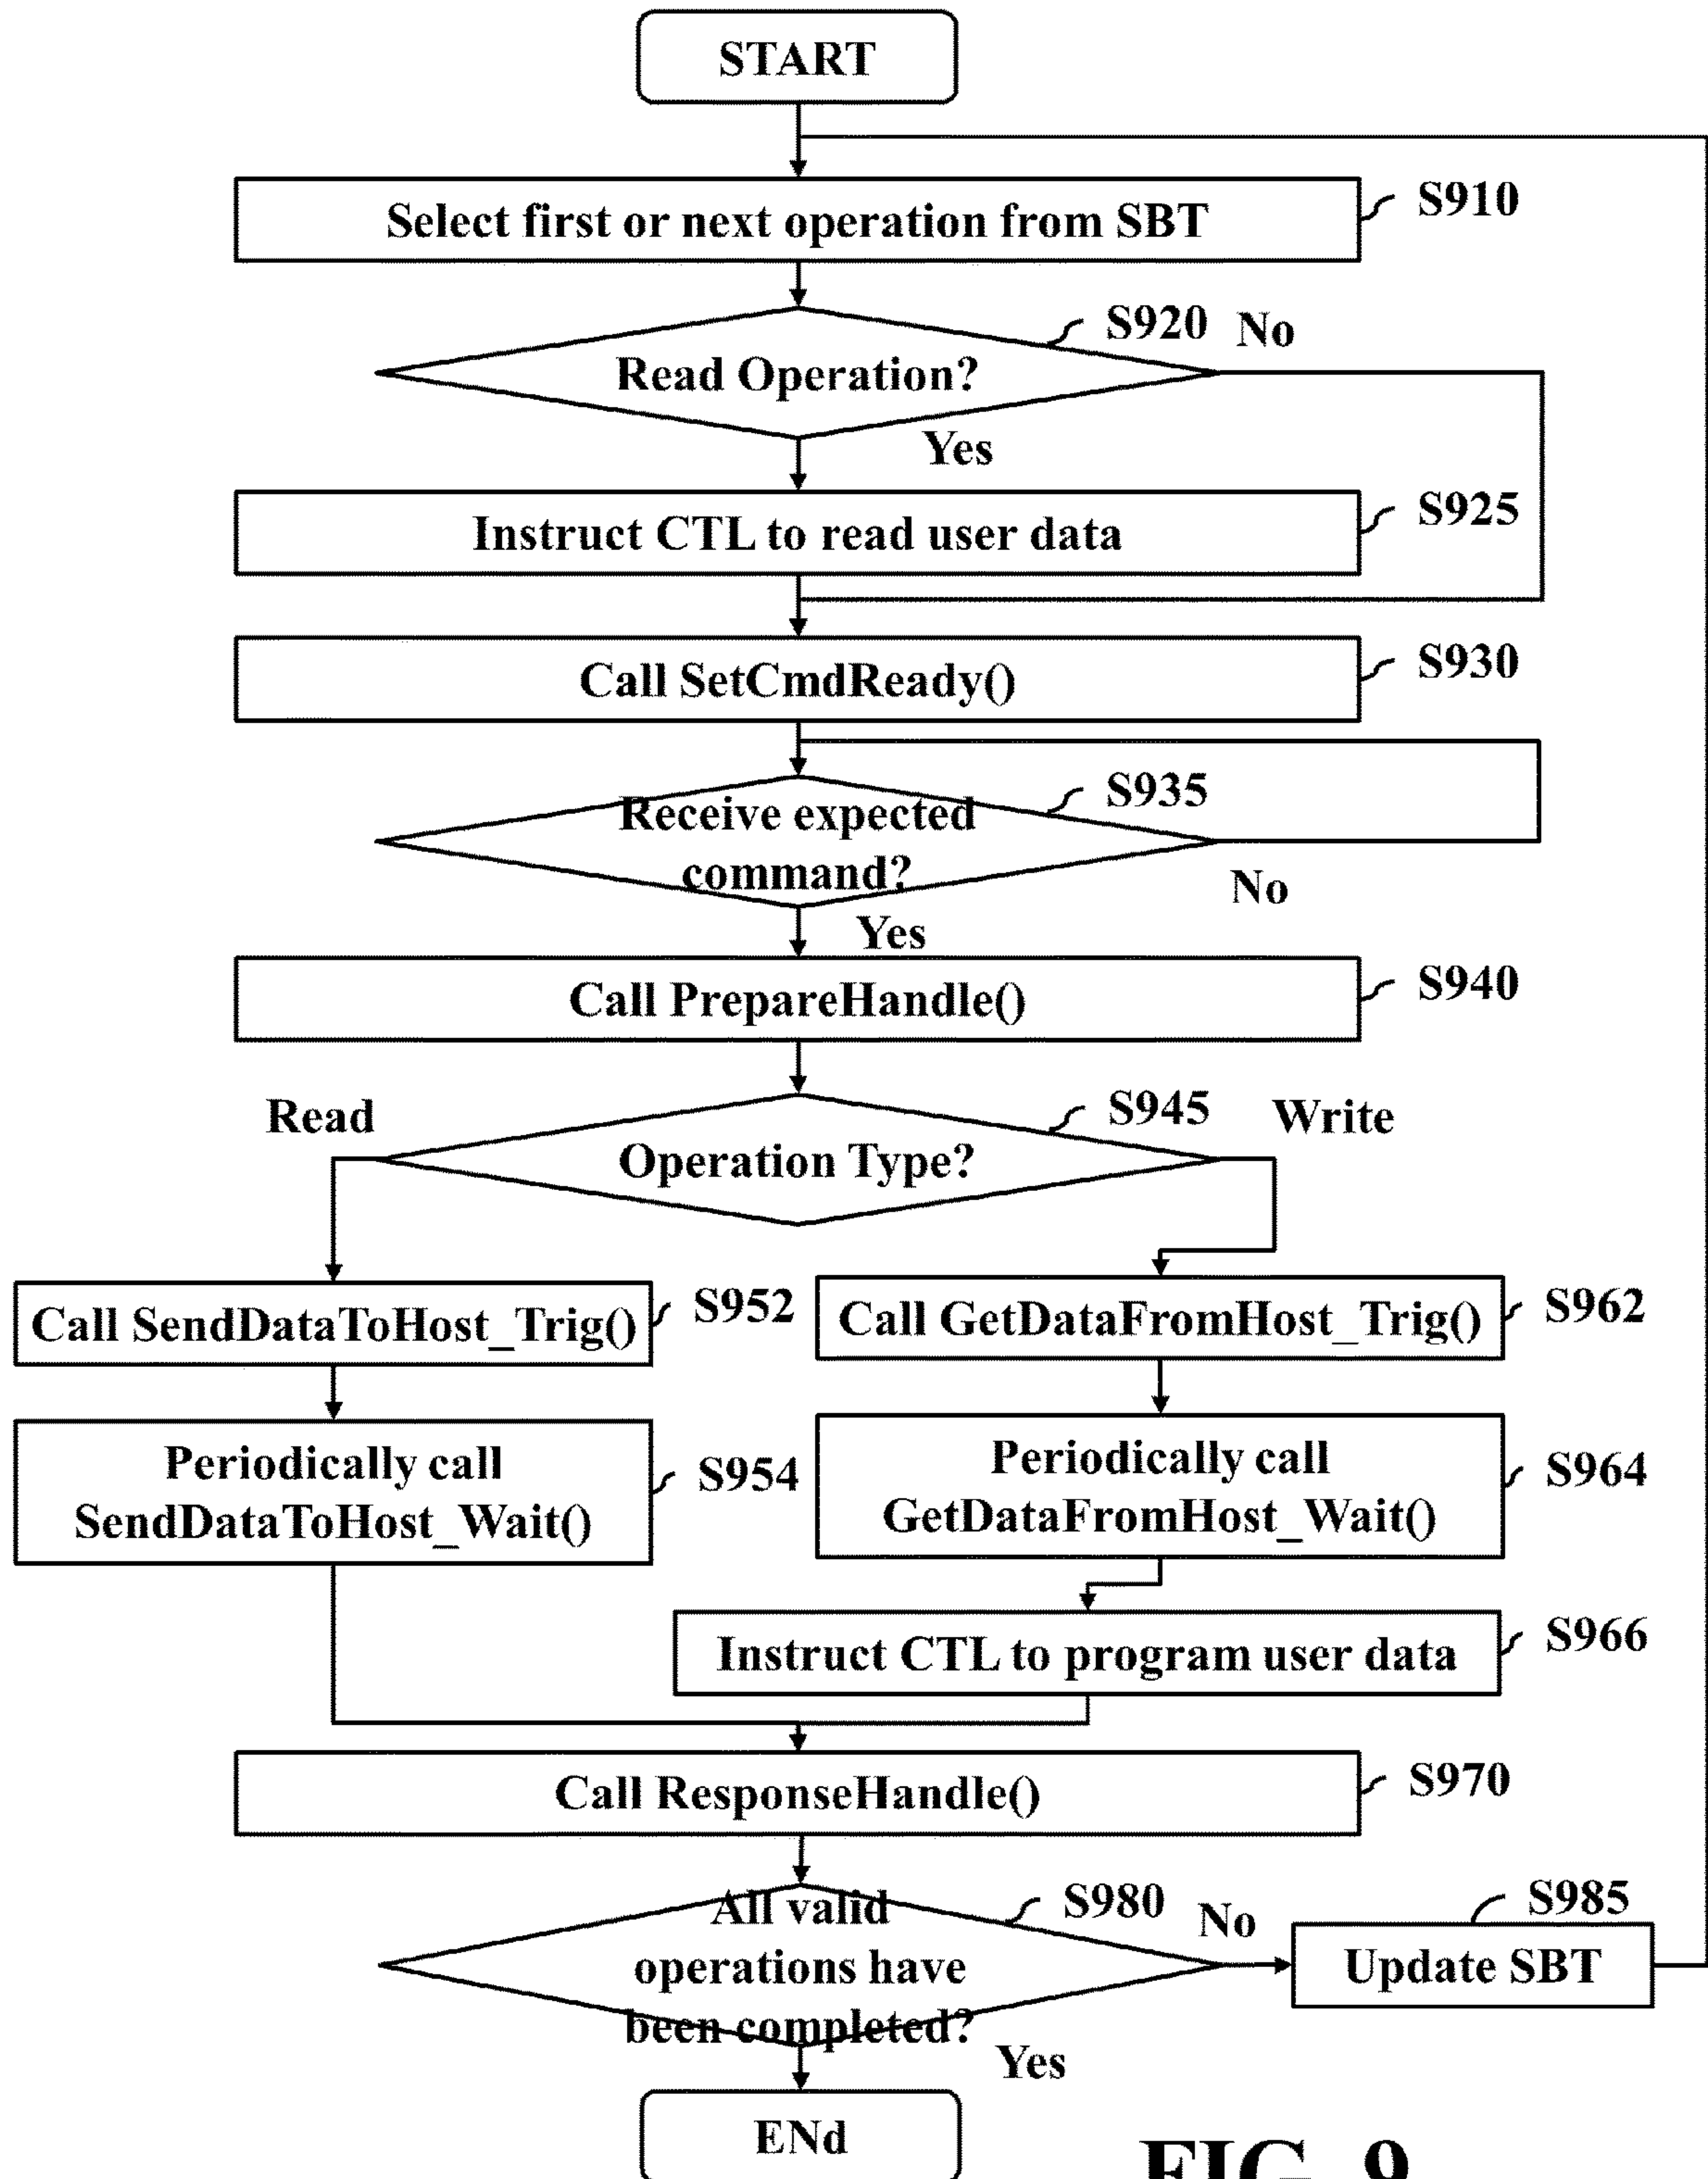 START
Select first or next operation from SBT
S910
S920
No
Read Operation?
Yes
Instruct CTL to read user data
S925
Call SetCmdReady()
S930
S935
Receive expected
command?
No
Yes
Call PrepareHandle()
S940
Read
S945
Write
Operation Type?
Call SendDataToHost_Trig()
S952
Call GetDataFromHost_Trig()
S962
Periodically call
SendDataToHost_Wait()
S954
Periodically call
GetDataFromHost_Wait()
S964
Instruct CTL to program user data
S966
Call ResponseHandle()
S970
All valid
operations have
been completed?
S980
No
S985
Update SBT
Yes
ENd
FIG. 9